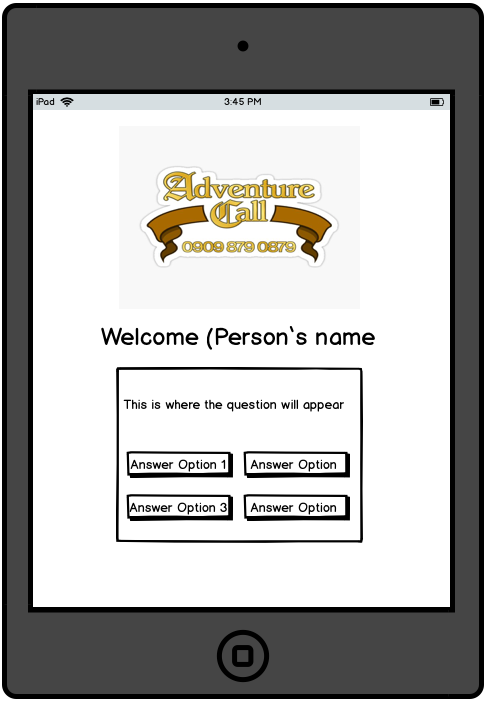 iPad 3:45 PM
Adventure
Call
0909 879 0879
Welcome (Person`s name
This is where the question will appear
Answer Option 1 Answer Option
Answer Option 3 Answer Option